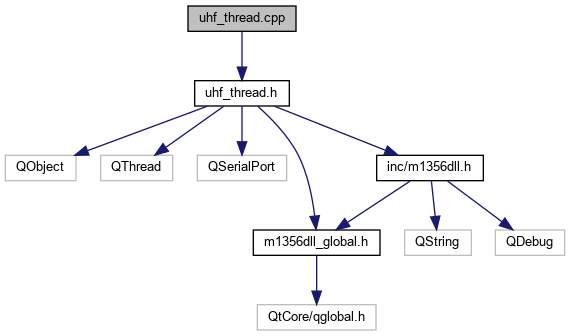 uhf_thread.cpp
uhf_thread.h
QObject
QThread
QSerialPort
inc/m1356dll.h
m1356dll_global.h
QString
QDebug
QtCore/qglobal.h